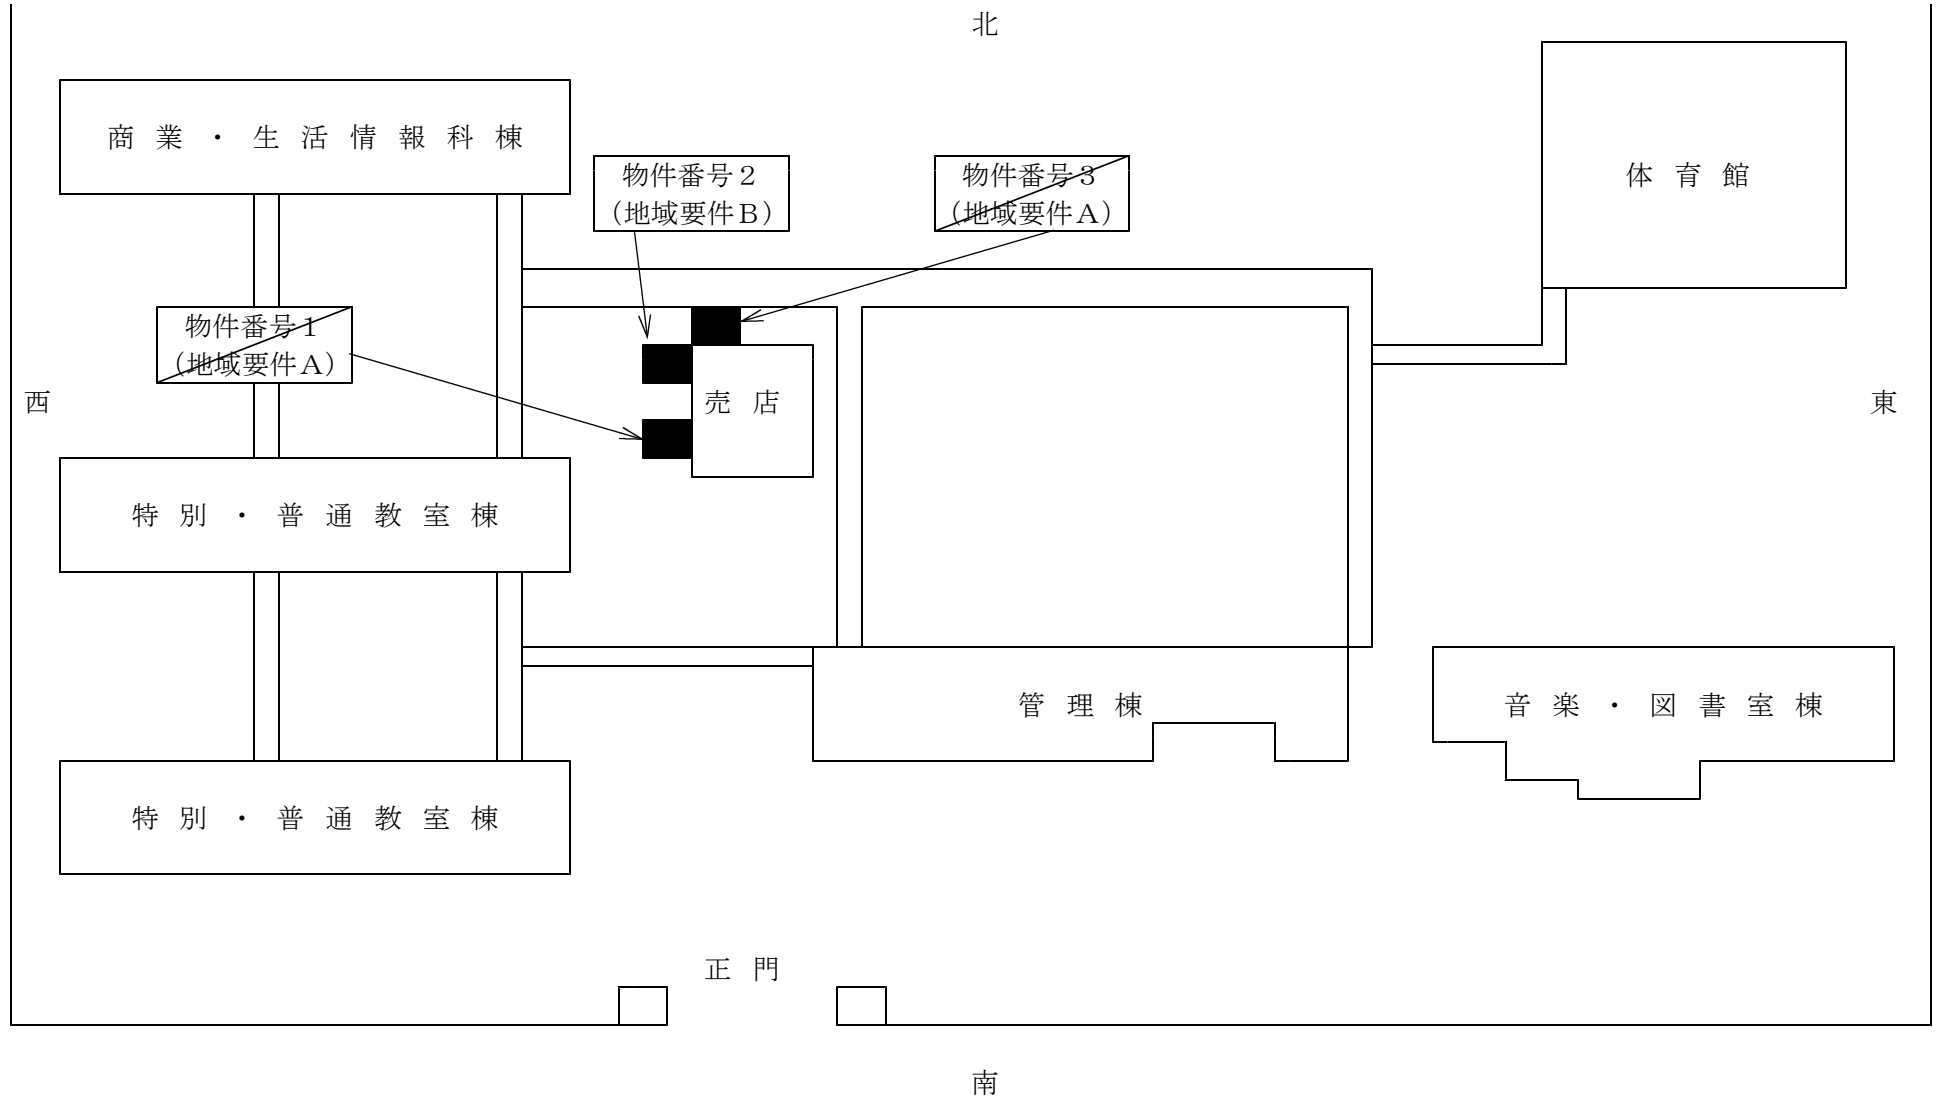 北
商業・生活情報科棟
物件番号２
（地域要件Ｂ）
物件番号３
（地域要件Ａ）
体育館
物件番号１
（地域要件Ａ）
西
売店
東
特別・普通教室棟
管理棟
音楽・図書室棟
特別・普通教室棟
正門
南